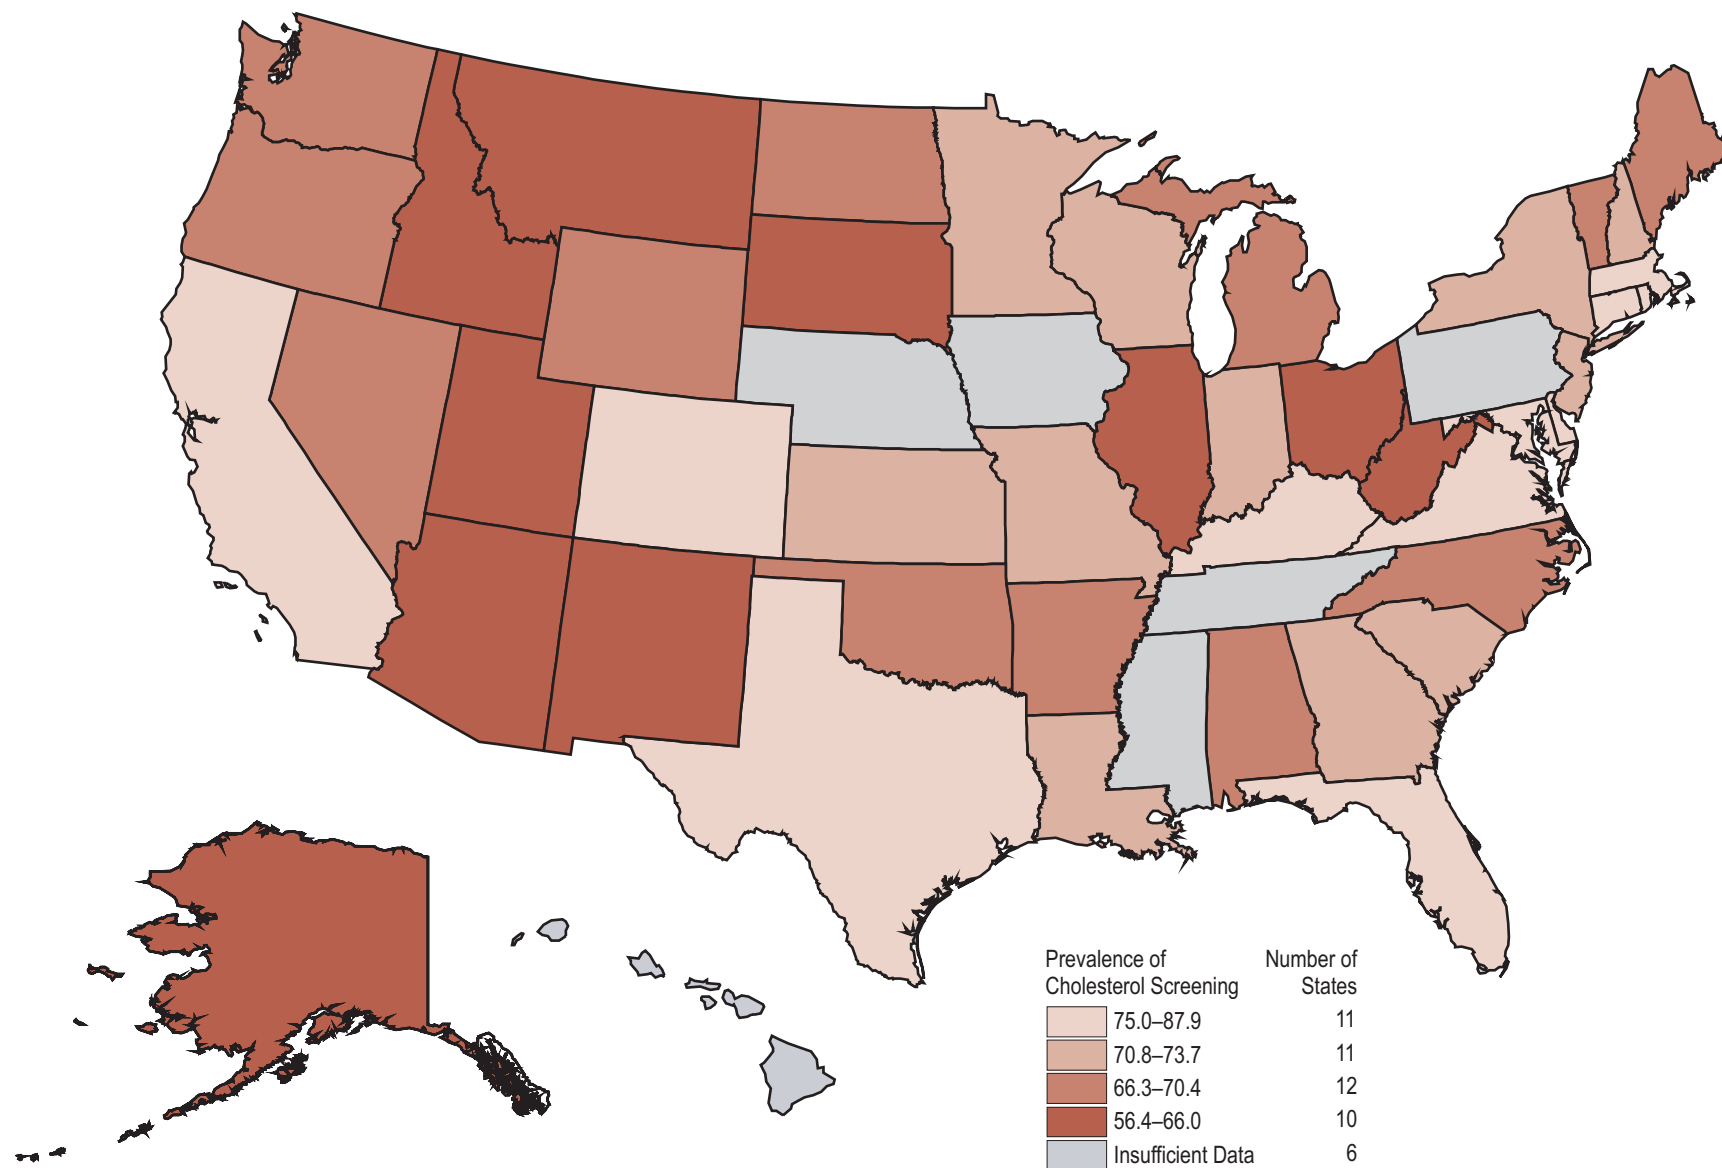 Prevalence of Number of
Cholesterol Screening States
75.0–87.9 11
70.8–73.7 11
66.3–70.4 12
56.4–66.0 10
Insufficient Data 6